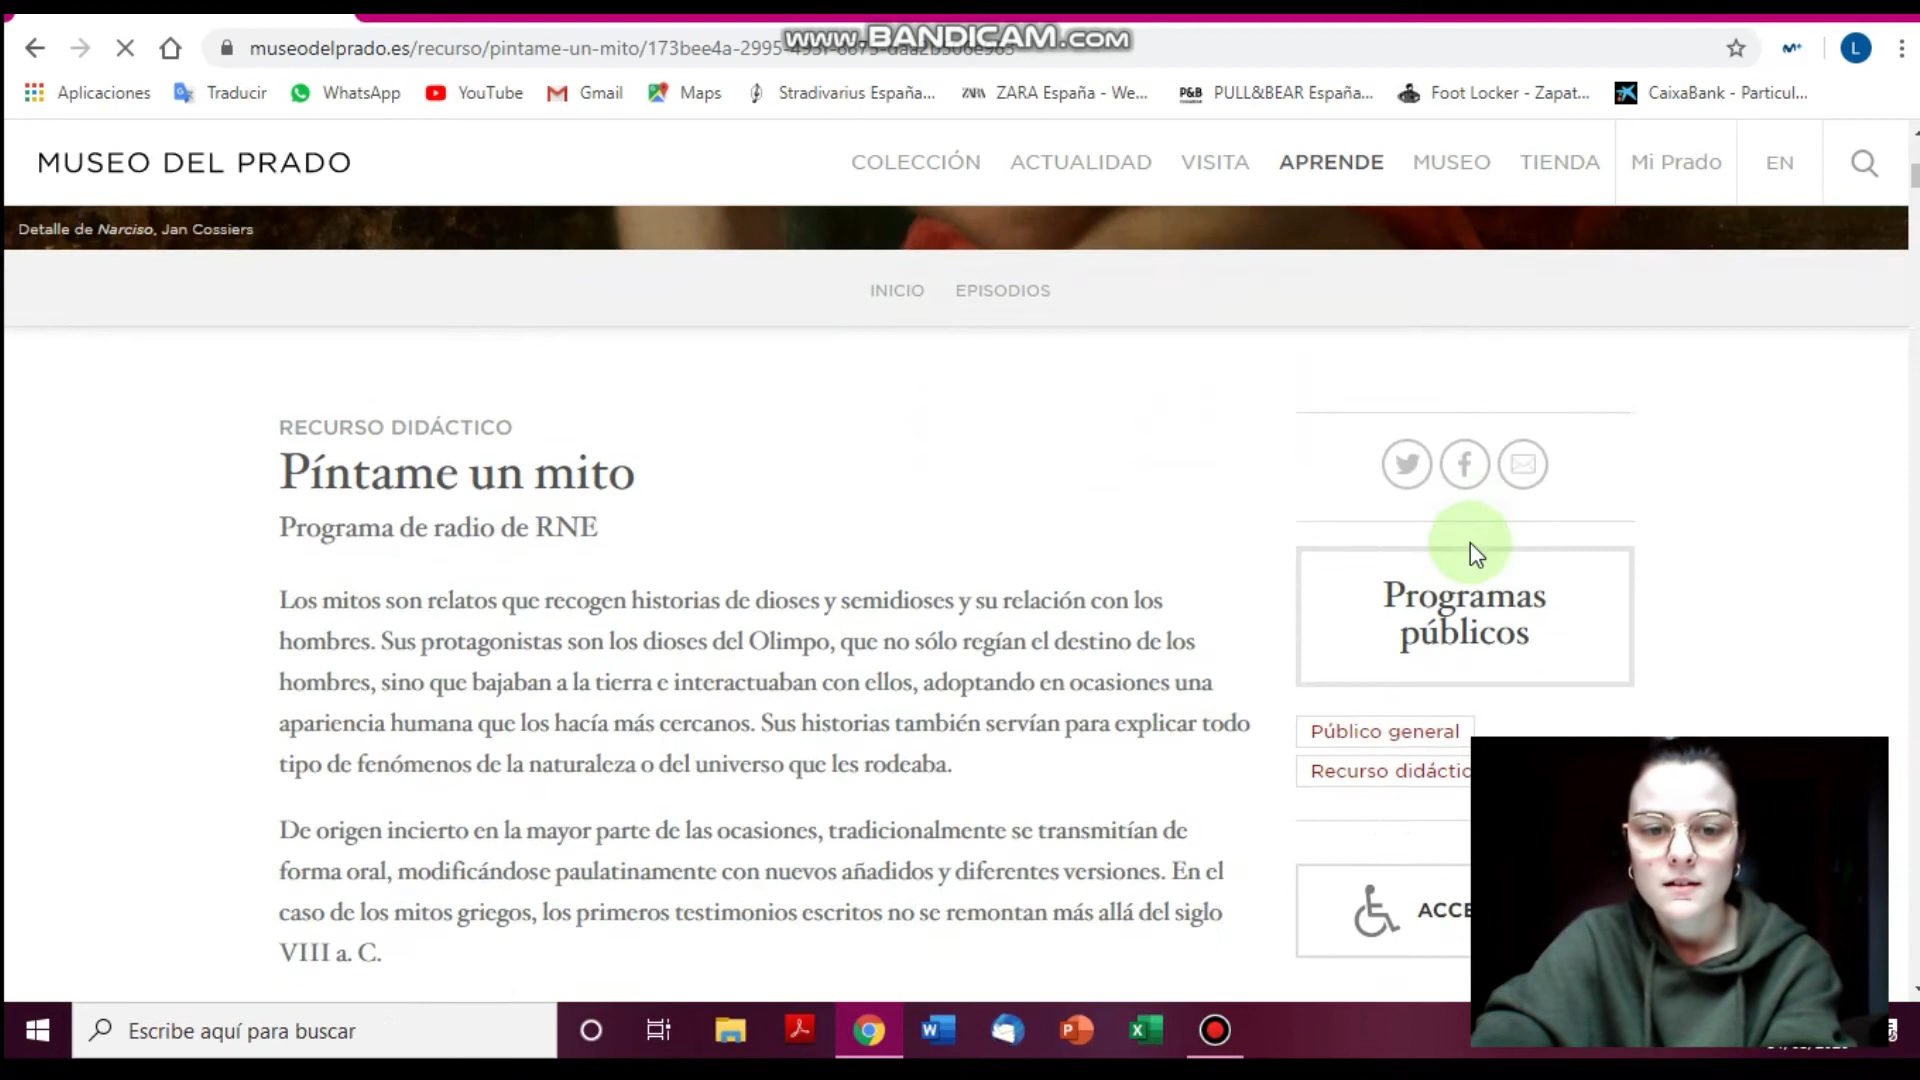 www.BANDICAM.com
museodelprado.es/recurso/pintame-un-mito/173bee4a-2995-
L
Aplicaciones Traducir WhatsApp YouTube Gmail Maps Stradivarius España... ZARA ZARA España - We... P&B PULL&BEAR España... Foot Locker - Zapat... CaixaBank - Particul...
MUSEO DEL PRADO COLECCIÓN ACTUALIDAD VISITA APRENDE MUSEO TIENDA Mi Prado EN
Detalle de Narciso, Jan Cossiers
INICIO EPISODIOS
RECURSO DIDÁCTICO
Píntame un mito
Programa de radio de RNE
Los mitos son relatos que recogen historias de dioses y semidioses y su relación con los
hombres. Sus protagonistas son los dioses del Olimpo, que no sólo regían el destino de los
hombres, sino que bajaban a la tierra e interactuaban con ellos, adoptando en ocasiones una
apariencia humana que los hacía más cercanos. Sus historias también servían para explicar todo
tipo de fenómenos de la naturaleza o del universo que les rodeaba.
De origen incierto en la mayor parte de las ocasiones, tradicionalmente se transmitían de
forma oral, modificándose paulatinamente con nuevos añadidos y diferentes versiones. En el
caso de los mitos griegos, los primeros testimonios escritos no se remontan más allá del siglo
VIII a. C.
Programas
públicos
Público general
Recurso didáctic
ACCE
Escribe aquí para buscar